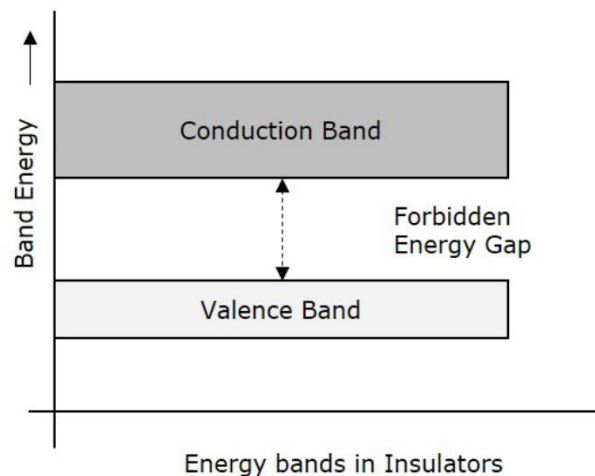 Band Energy
Conduction Band
Forbidden
Energy Gap
Valence Band
Energy bands in Insulators